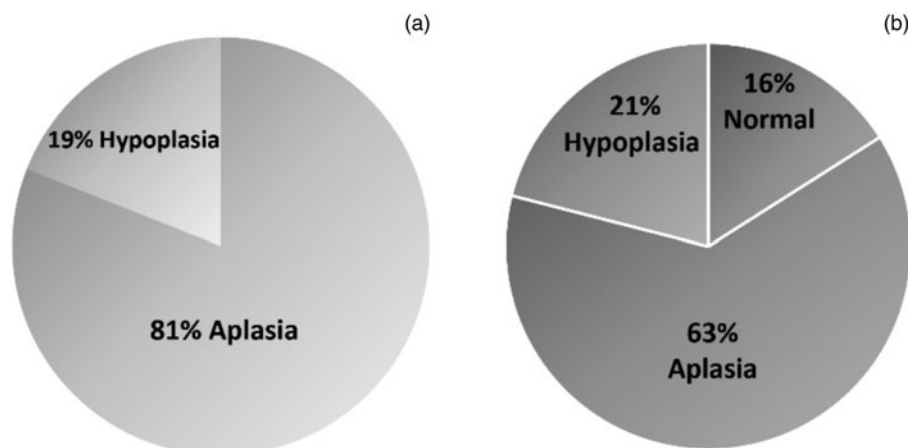 (a)
19% Hypoplasia
81% Aplasia
(b)
21%
Hypoplasia
16%
Normal
63%
Aplasia